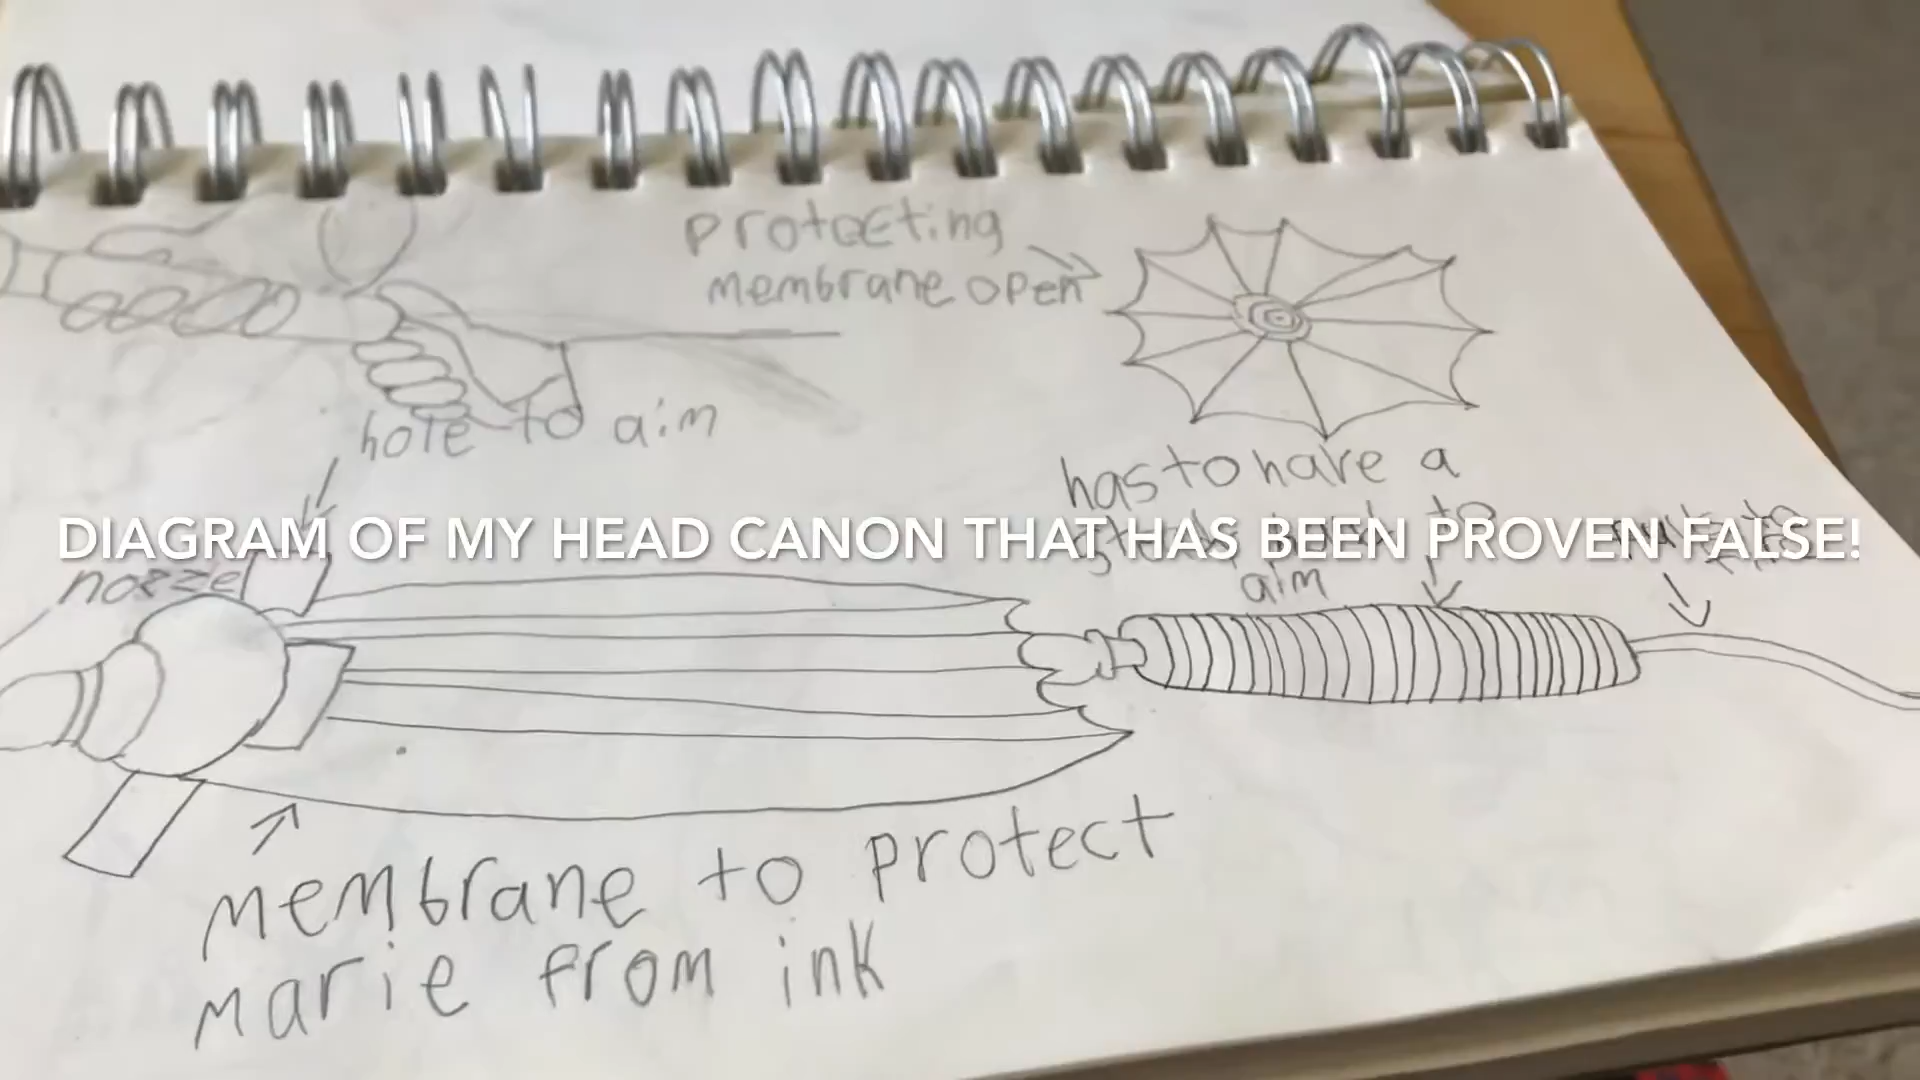 protecting
membrane open
hole to aim
has to have a
to
aim
DIAGRAM OF MY HEAD CANON THAT HAS BEEN PROVEN FALSE!
nozzel
membrane to protect
marie from ink